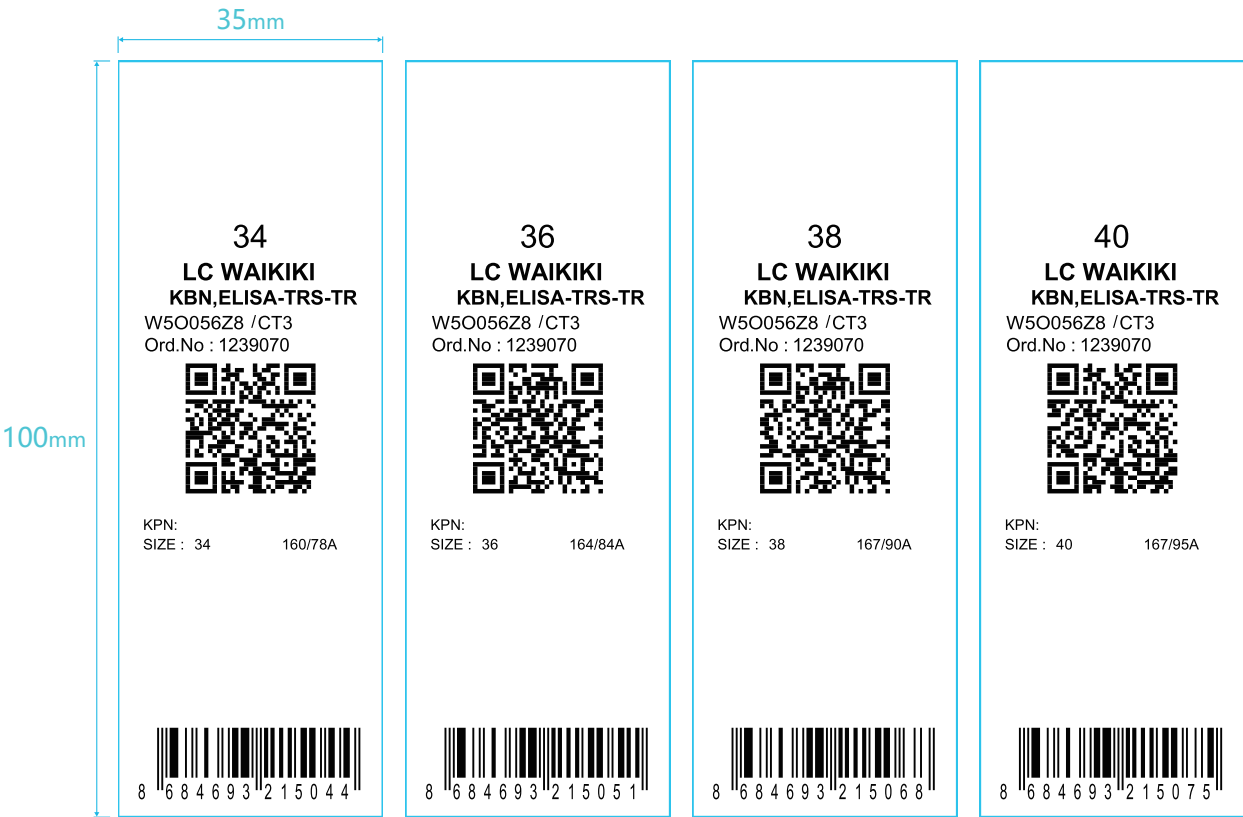 35mm
100mm
34
LC WAIKIKI
KBN,ELISA-TRS-TR
W5O056Z8 /CT3
Ord.No : 1239070
KPN:
SIZE : 34 160/78A
8 684693 215044
36
LC WAIKIKI
KBN,ELISA-TRS-TR
W5O056Z8 /CT3
Ord.No : 1239070
KPN:
SIZE : 36 164/84A
8 684693 215051
38
LC WAIKIKI
KBN,ELISA-TRS-TR
W5O056Z8 /CT3
Ord.No : 1239070
KPN:
SIZE : 38 167/90A
8 684693 215068
40
LC WAIKIKI
KBN,ELISA-TRS-TR
W5O056Z8 /CT3
Ord.No : 1239070
KPN:
SIZE : 40 167/95A
8 684693 215075